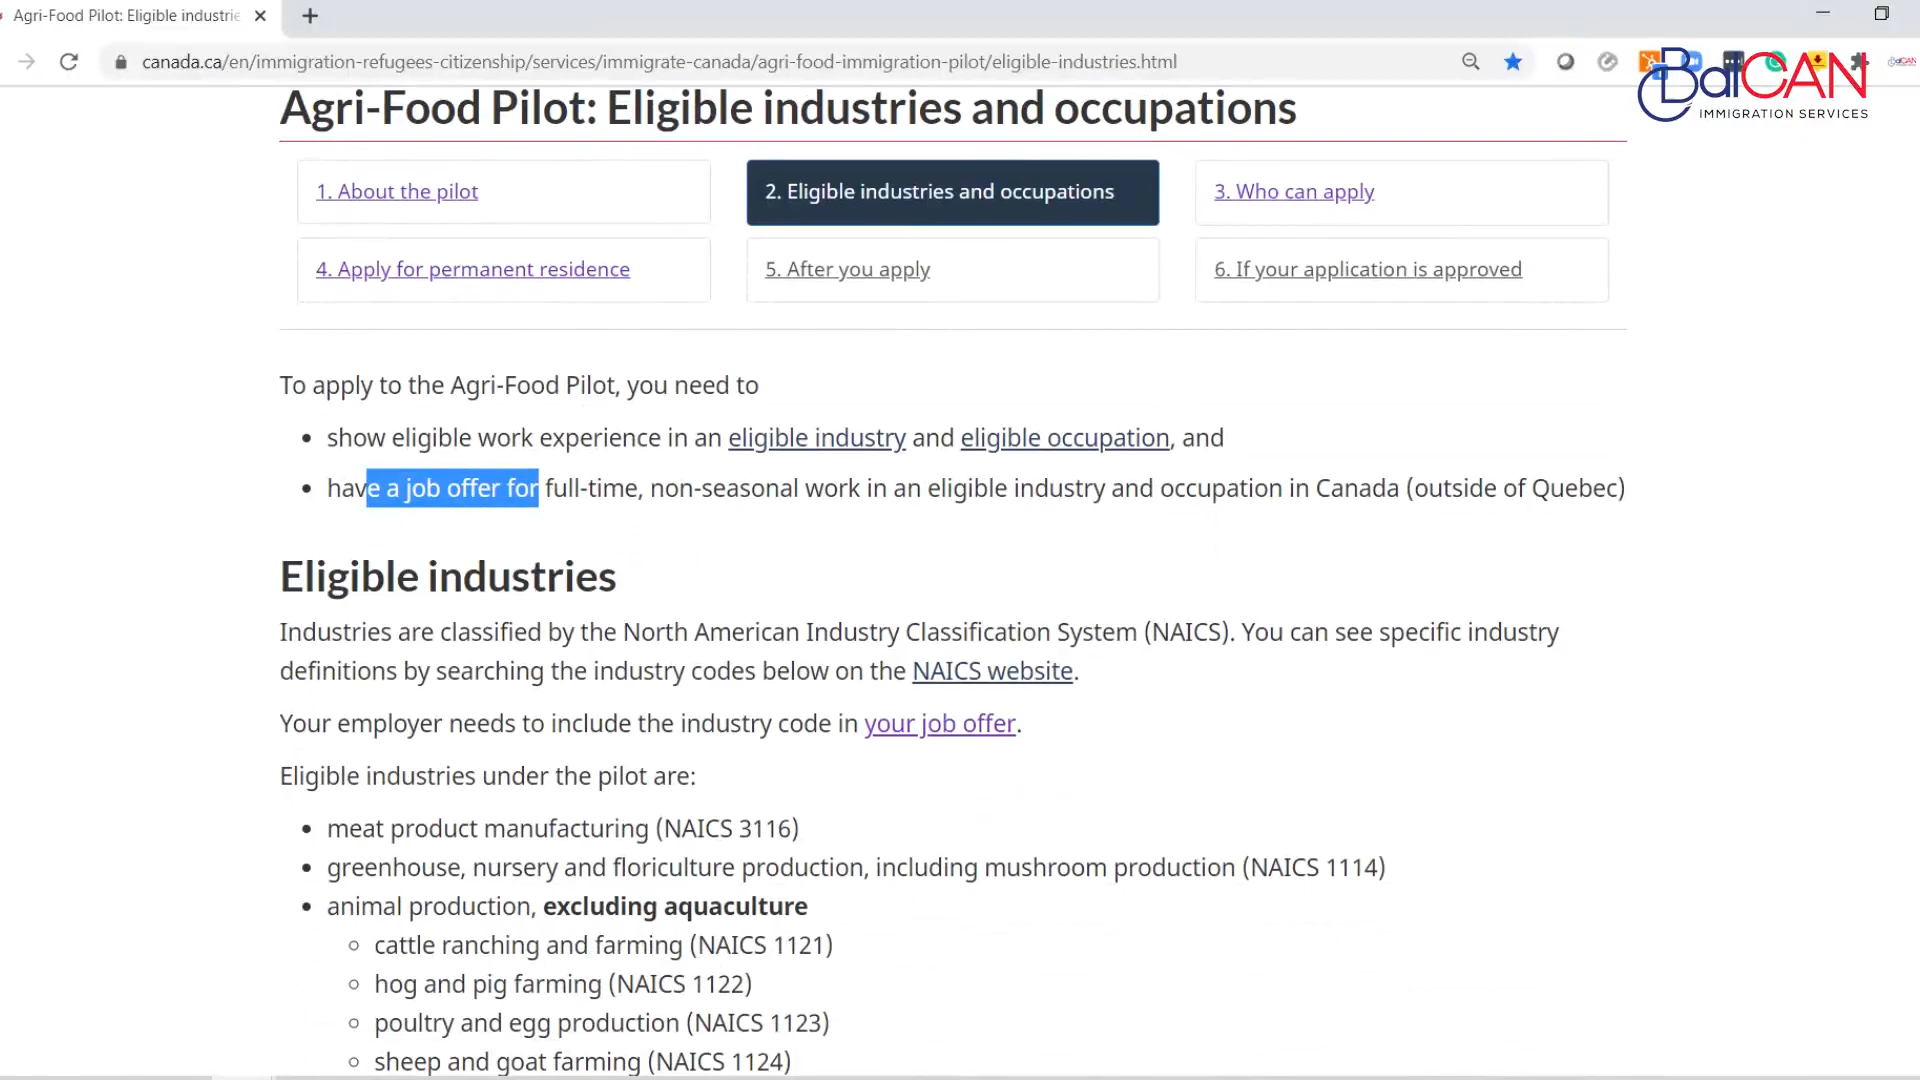 Agri-Food Pilot: Eligible industrie
canada.ca/en/immigration-refugees-citizenship/services/immigrate-canada/agri-food-immigration-pilot/eligible-industries.html
BalCAN
IMMIGRATION SERVICES
Agri-Food Pilot: Eligible industries and occupations
1. About the pilot
2. Eligible industries and occupations
3. Who can apply
4. Apply for permanent residence
5. After you apply
6. If your application is approved
To apply to the Agri-Food Pilot, you need to
• show eligible work experience in an eligible industry and eligible occupation, and
• have a job offer for full-time, non-seasonal work in an eligible industry and occupation in Canada (outside of Quebec)
Eligible industries
Industries are classified by the North American Industry Classification System (NAICS). You can see specific industry
definitions by searching the industry codes below on the NAICS website.
Your employer needs to include the industry code in your job offer.
Eligible industries under the pilot are:
• meat product manufacturing (NAICS 3116)
• greenhouse, nursery and floriculture production, including mushroom production (NAICS 1114)
• animal production, excluding aquaculture
◦ cattle ranching and farming (NAICS 1121)
◦ hog and pig farming (NAICS 1122)
◦ poultry and egg production (NAICS 1123)
◦ sheep and goat farming (NAICS 1124)